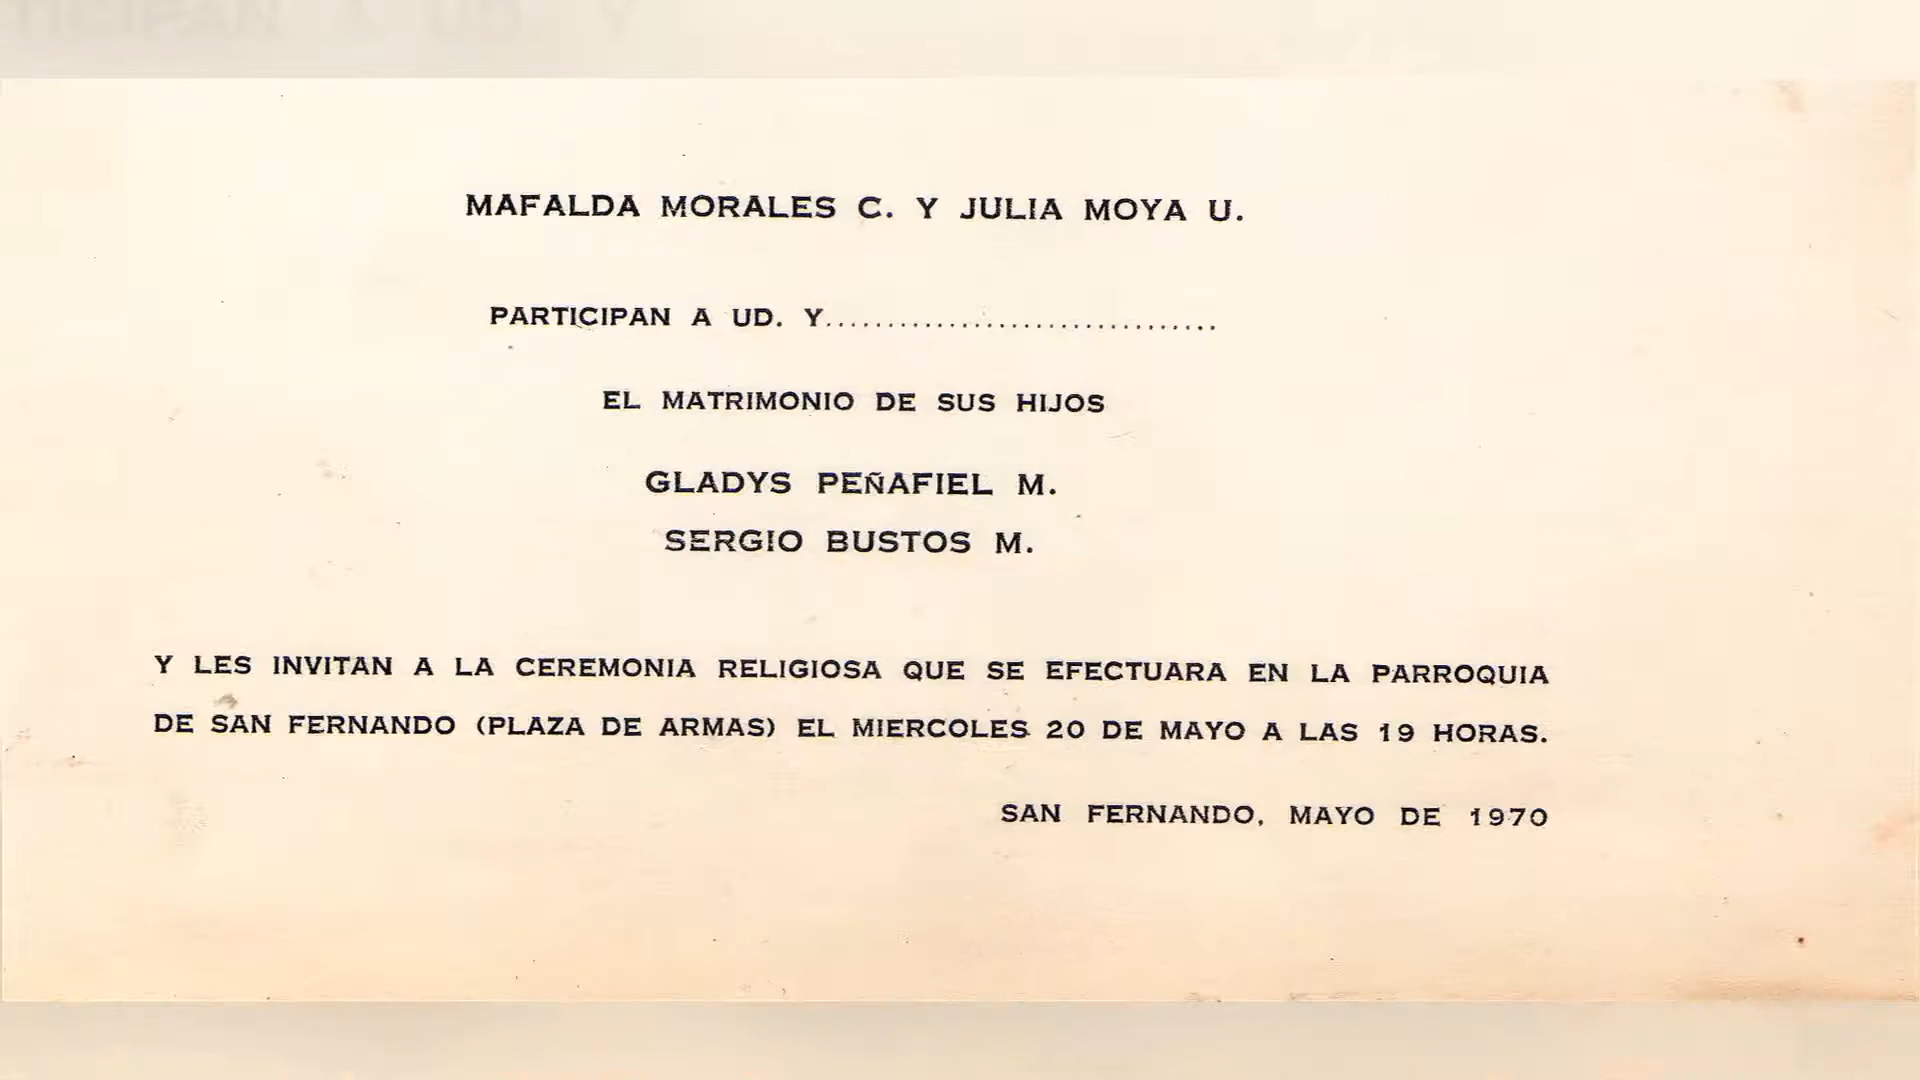 TICIPAN A UD. Y
MAFALDA MORALES C. Y JULIA MOYA U.
PARTICIPAN A UD. Y................................
EL MATRIMONIO DE SUS HIJOS
GLADYS PEÑAFIEL M.
SERGIO BUSTOS M.
Y LES INVITAN A LA CEREMONIA RELIGIOSA QUE SE EFECTUARA EN LA PARROQUIA
DE SAN FERNANDO (PLAZA DE ARMAS) EL MIERCOLES 20 DE MAYO A LAS 19 HORAS.
SAN FERNANDO, MAYO DE 1970